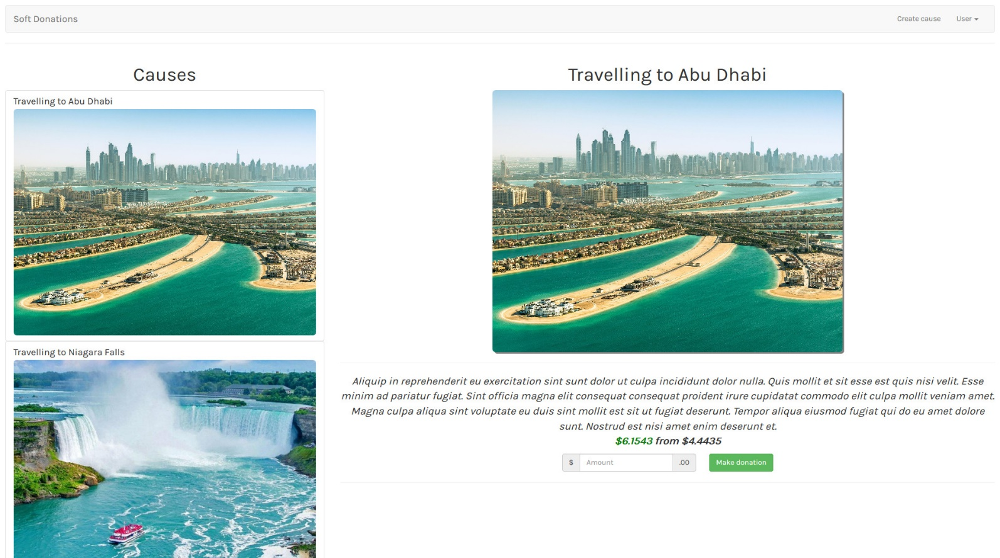 Soft Donations
Create cause
User
Causes
Travelling to Abu Dhabi
Travelling to Niagara Falls
Travelling to Abu Dhabi
Aliquip in reprehenderit eu exercitation sint sunt dolor ut culpa incididunt dolor nulla. Quis mollit et sit esse est quis nisi velit. Esse
minim ad pariatur fugiat. Sint officia magna elit consequat consequat proident irure cupidatat commodo elit culpa mollit veniam amet.
Magna culpa aliqua sint voluptate eu duis sint mollit est sit ut fugiat deserunt. Tempor aliqua eiusmod fugiat qui do eu amet dolore
sunt. Nostrud est nisi amet enim deserunt et.
$6.1543 from $4.4435
$ Amount .00 Make donation